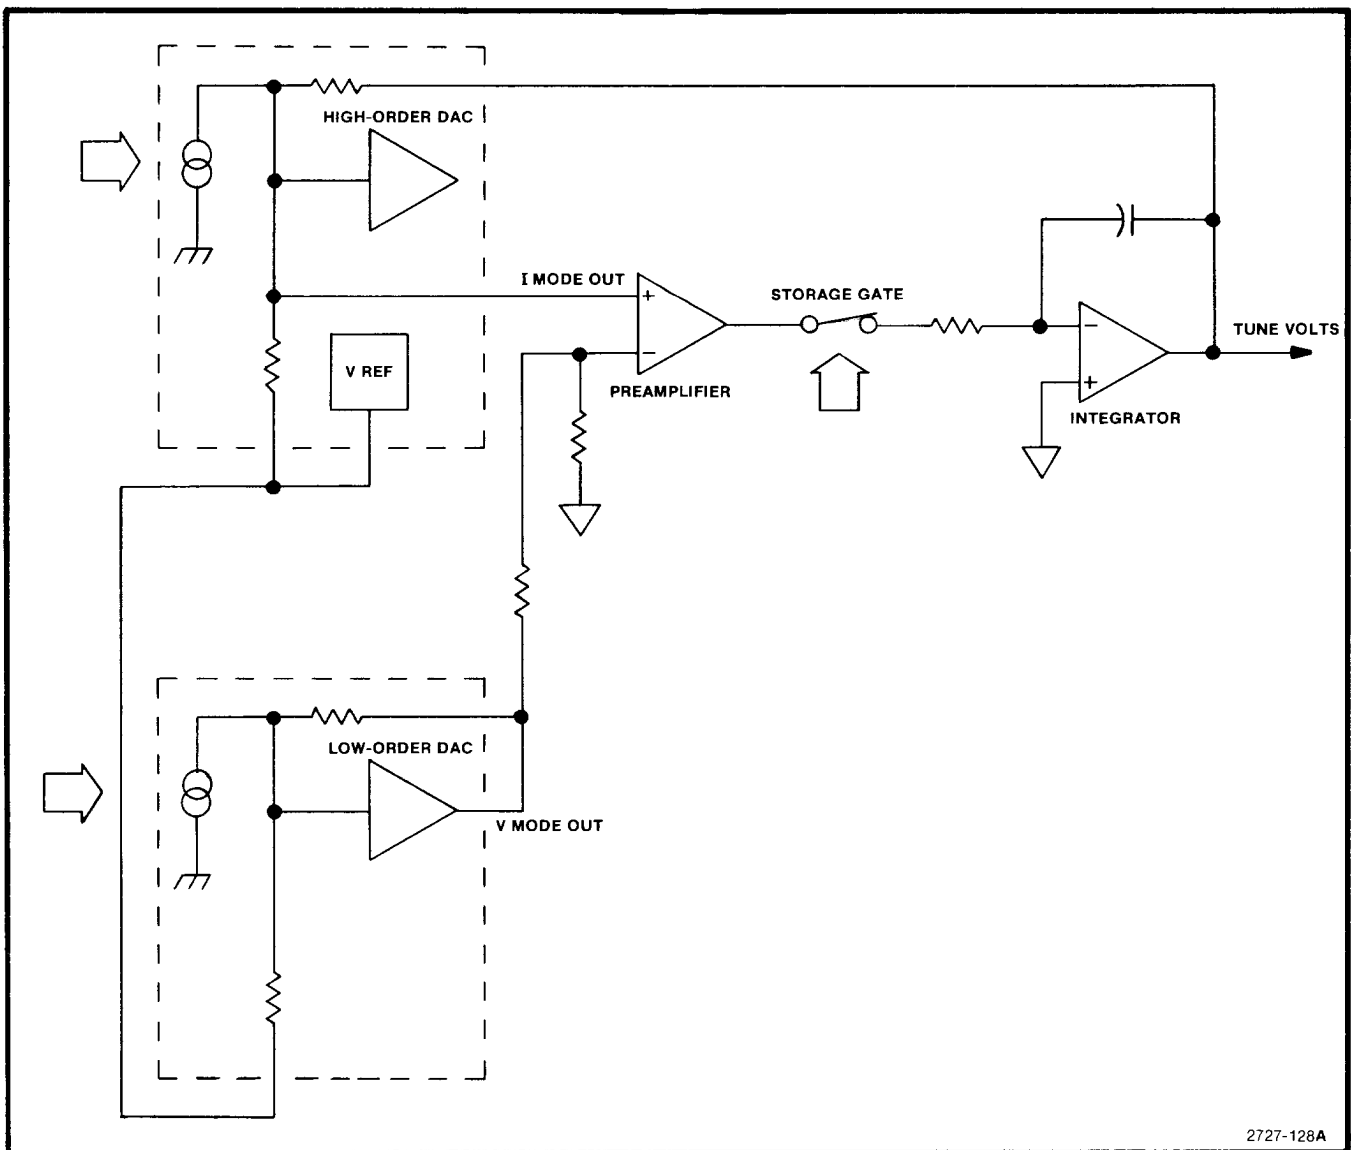 HIGH-ORDER DAC
I MODE OUT
STORAGE GATE
+
−
TUNE VOLTS
V REF
−
PREAMPLIFIER
+
INTEGRATOR
LOW-ORDER DAC
V MODE OUT
2727-128A